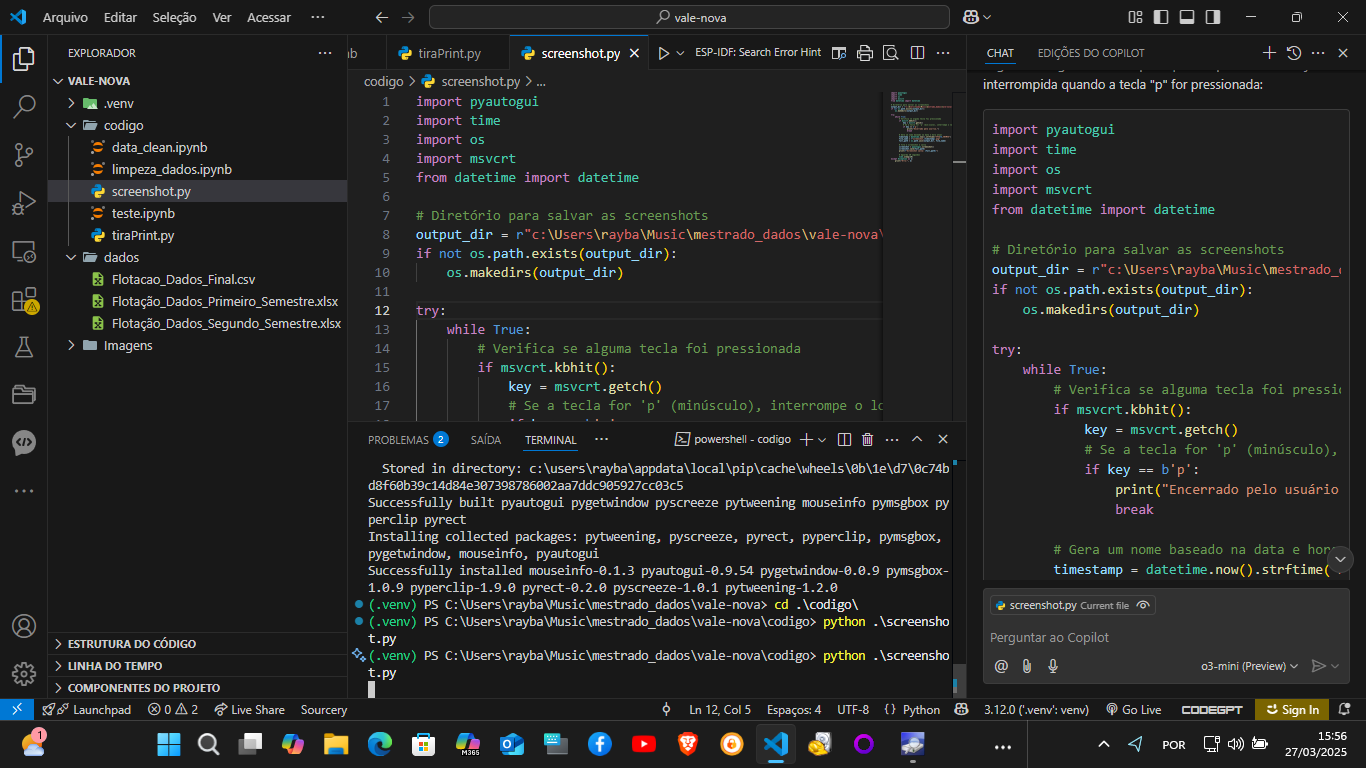 Arquivo Editar Seleção Ver Acessar ···
vale-nova
EXPLORADOR
VALE-NOVA
.venv
codigo
data_clean.ipynb
limpeza_dados.ipynb
screenshot.py
teste.ipynb
tiraPrint.py
dados
Flotacao_Dados_Final.csv
Flotação_Dados_Primeiro_Semestre.xlsx
Flotação_Dados_Segundo_Semestre.xlsx
Imagens
ESTRUTURA DO CÓDIGO
LINHA DO TEMPO
COMPONENTES DO PROJETO
nb tiraPrint.py screenshot.py ESP-IDF: Search Error Hint
codigo > screenshot.py > ...
1 import pyautogui
2 import time
3 import os
4 import msvcrt
5 from datetime import datetime
6
7 # Diretório para salvar as screenshots
8 output_dir = r"c:\Users\rayba\Music\mestrado_dados\vale-nova\
9 if not os.path.exists(output_dir):
10 os.makedirs(output_dir)
11
12 try:
13 while True:
14 # Verifica se alguma tecla foi pressionada
15 if msvcrt.kbhit():
16 key = msvcrt.getch()
17 # Se a tecla for 'p' (minúsculo), interrompe o lo
PROBLEMAS 2 SAÍDA TERMINAL ··· powershell - codigo
Stored in directory: c:\users\rayba\appdata\local\pip\cache\wheels\0b\1e\d7\0c74b
d8f60b39c14d84e307398786002aa7ddc905927cc03c5
Successfully built pyautogui pygetwindow pyscreeze pytweening mouseinfo pymsgbox py
perclip pyrect
Installing collected packages: pytweening, pyscreeze, pyrect, pyperclip, pymsgbox,
pygetwindow, mouseinfo, pyautogui
Successfully installed mouseinfo-0.1.3 pyautogui-0.9.54 pygetwindow-0.0.9 pymsgbox-
1.0.9 pyperclip-1.9.0 pyrect-0.2.0 pyscreeze-1.0.1 pytweening-1.2.0
(.venv) PS C:\Users\rayba\Music\mestrado_dados\vale-nova> cd .\codigo\
(.venv) PS C:\Users\rayba\Music\mestrado_dados\vale-nova\codigo> python .\screensho
t.py
(.venv) PS C:\Users\rayba\Music\mestrado_dados\vale-nova\codigo> python .\screensho
t.py
CHAT EDIÇÕES DO COPILOT
interrompida quando a tecla "p" for pressionada:
import pyautogui
import time
import os
import msvcrt
from datetime import datetime
# Diretório para salvar as screenshots
output_dir = r"c:\Users\rayba\Music\mestrado_d
if not os.path.exists(output_dir):
os.makedirs(output_dir)
try:
while True:
# Verifica se alguma tecla foi pressio
if msvcrt.kbhit():
key = msvcrt.getch()
# Se a tecla for 'p' (minúsculo),
if key == b'p':
print("Encerrado pelo usuário
break
# Gera um nome baseado na data e hor
timestamp = datetime.now().strftime(
screenshot.py Current file
Perguntar ao Copilot
o3-mini (Preview)
Launchpad 0 2 Live Share Sourcery Ln 12, Col 5 Espaços: 4 UTF-8 Python 3.12.0 ('.venv': venv) Go Live CODEGPT Sign In
1 M365 POR 15:56
27/03/2025